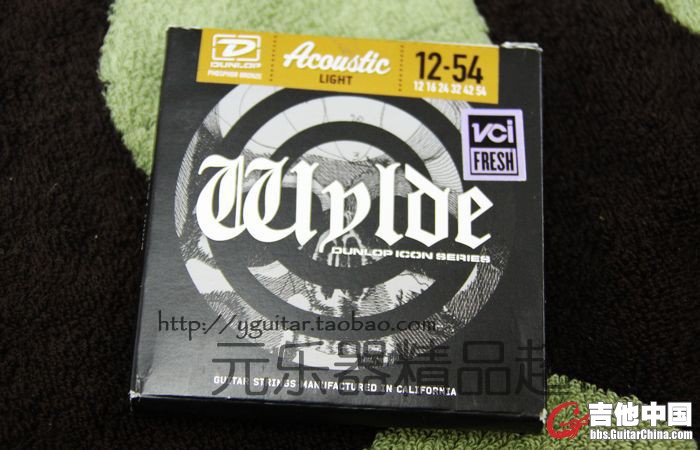 DUNLOP
PHOSPHOR BRONZE
Acoustic
LIGHT
12-54
12 16 24 32 42 54
vci
FRESH
Wylde
DUNLOP ICON SERIES
http://yguitar.taobao.com
元乐器精品超
GUITAR STRINGS MANUFACTURED IN CALIFORNIA
吉他中国
bbs.GuitarChina.com